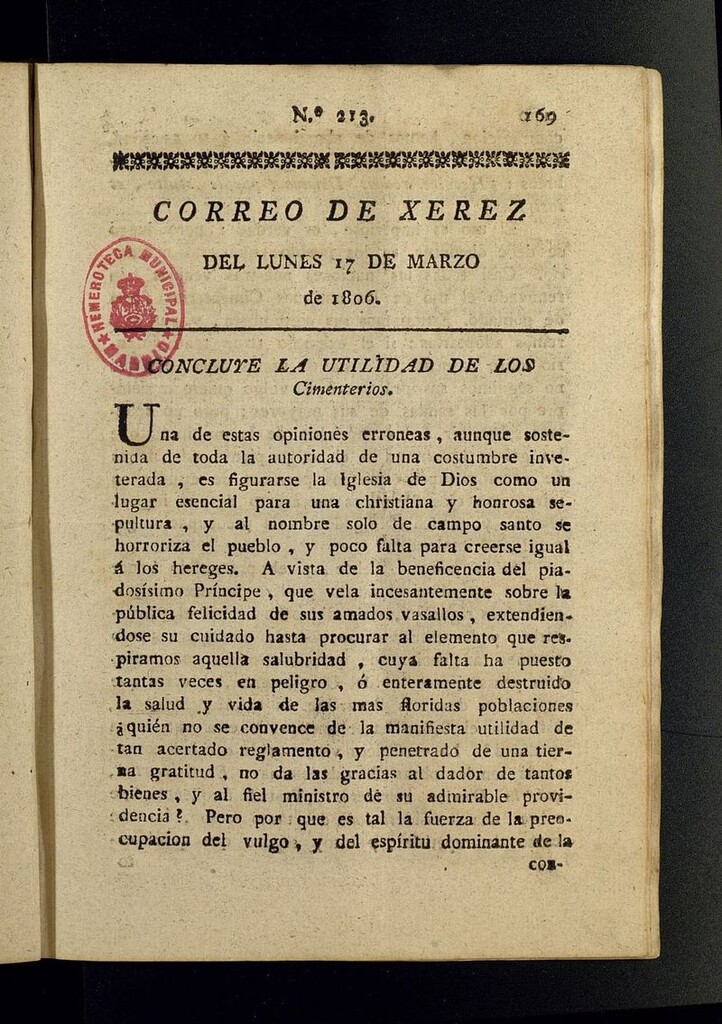 N.º 213.
169
CORREO DE XEREZ
DEL LUNES 17 DE MARZO
de 1806.
HEMEROTECA MUNICIPAL
MADRID
CONCLUYE LA UTILIDAD DE LOS
Cimenterios.
Una de estas opiniones erroneas, aunque soste-
nida de toda la autoridad de una costumbre inve-
terada, es figurarse la Iglesia de Dios como un
lugar esencial para una christiana y honrosa se-
pultura, y al nombre solo de campo santo se
horroriza el pueblo, y poco falta para creerse igual
á los hereges. A vista de la beneficencia del pia-
dosísimo Príncipe, que vela incesantemente sobre la
pública felicidad de sus amados vasallos, extendien-
dose su cuidado hasta procurar al elemento que res-
piramos aquella salubridad, cuya falta ha puesto
tantas veces en peligro, ó enteramente destruido
la salud y vida de las mas floridas poblaciones
¿quién no se convence de la manifiesta utilidad de
tan acertado reglamento, y penetrado de una tier-
na gratitud, no da las gracias al dador de tantos
bienes, y al fiel ministro de su admirable provi-
dencia? Pero por que es tal la fuerza de la preo-
cupacion del vulgo, y del espíritu dominante de la
con-